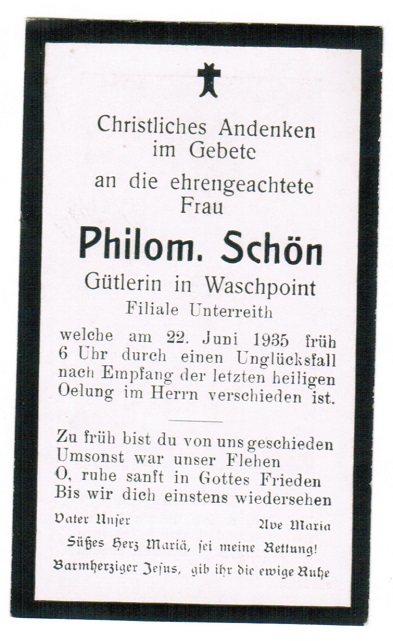 Christliches Andenken
im Gebete
an die ehrengeachtete
Frau
Philom. Schön
Gütlerin in Waschpoint
Filiale Unterreith
welche am 22. Juni 1935 früh
6 Uhr durch einen Unglücksfall
nach Empfang der letzten heiligen
Oelung im Herrn verschieden ist.
Zu früh bist du von uns geschieden
Umsonst war unser Flehen
O, ruhe sanft in Gottes Frieden
Bis wir dich einstens wiedersehen
Vater Unser Ave Maria
Süßes Herz Mariä, sei meine Rettung!
Barmherziger Jesus, gib ihr die ewige Ruhe